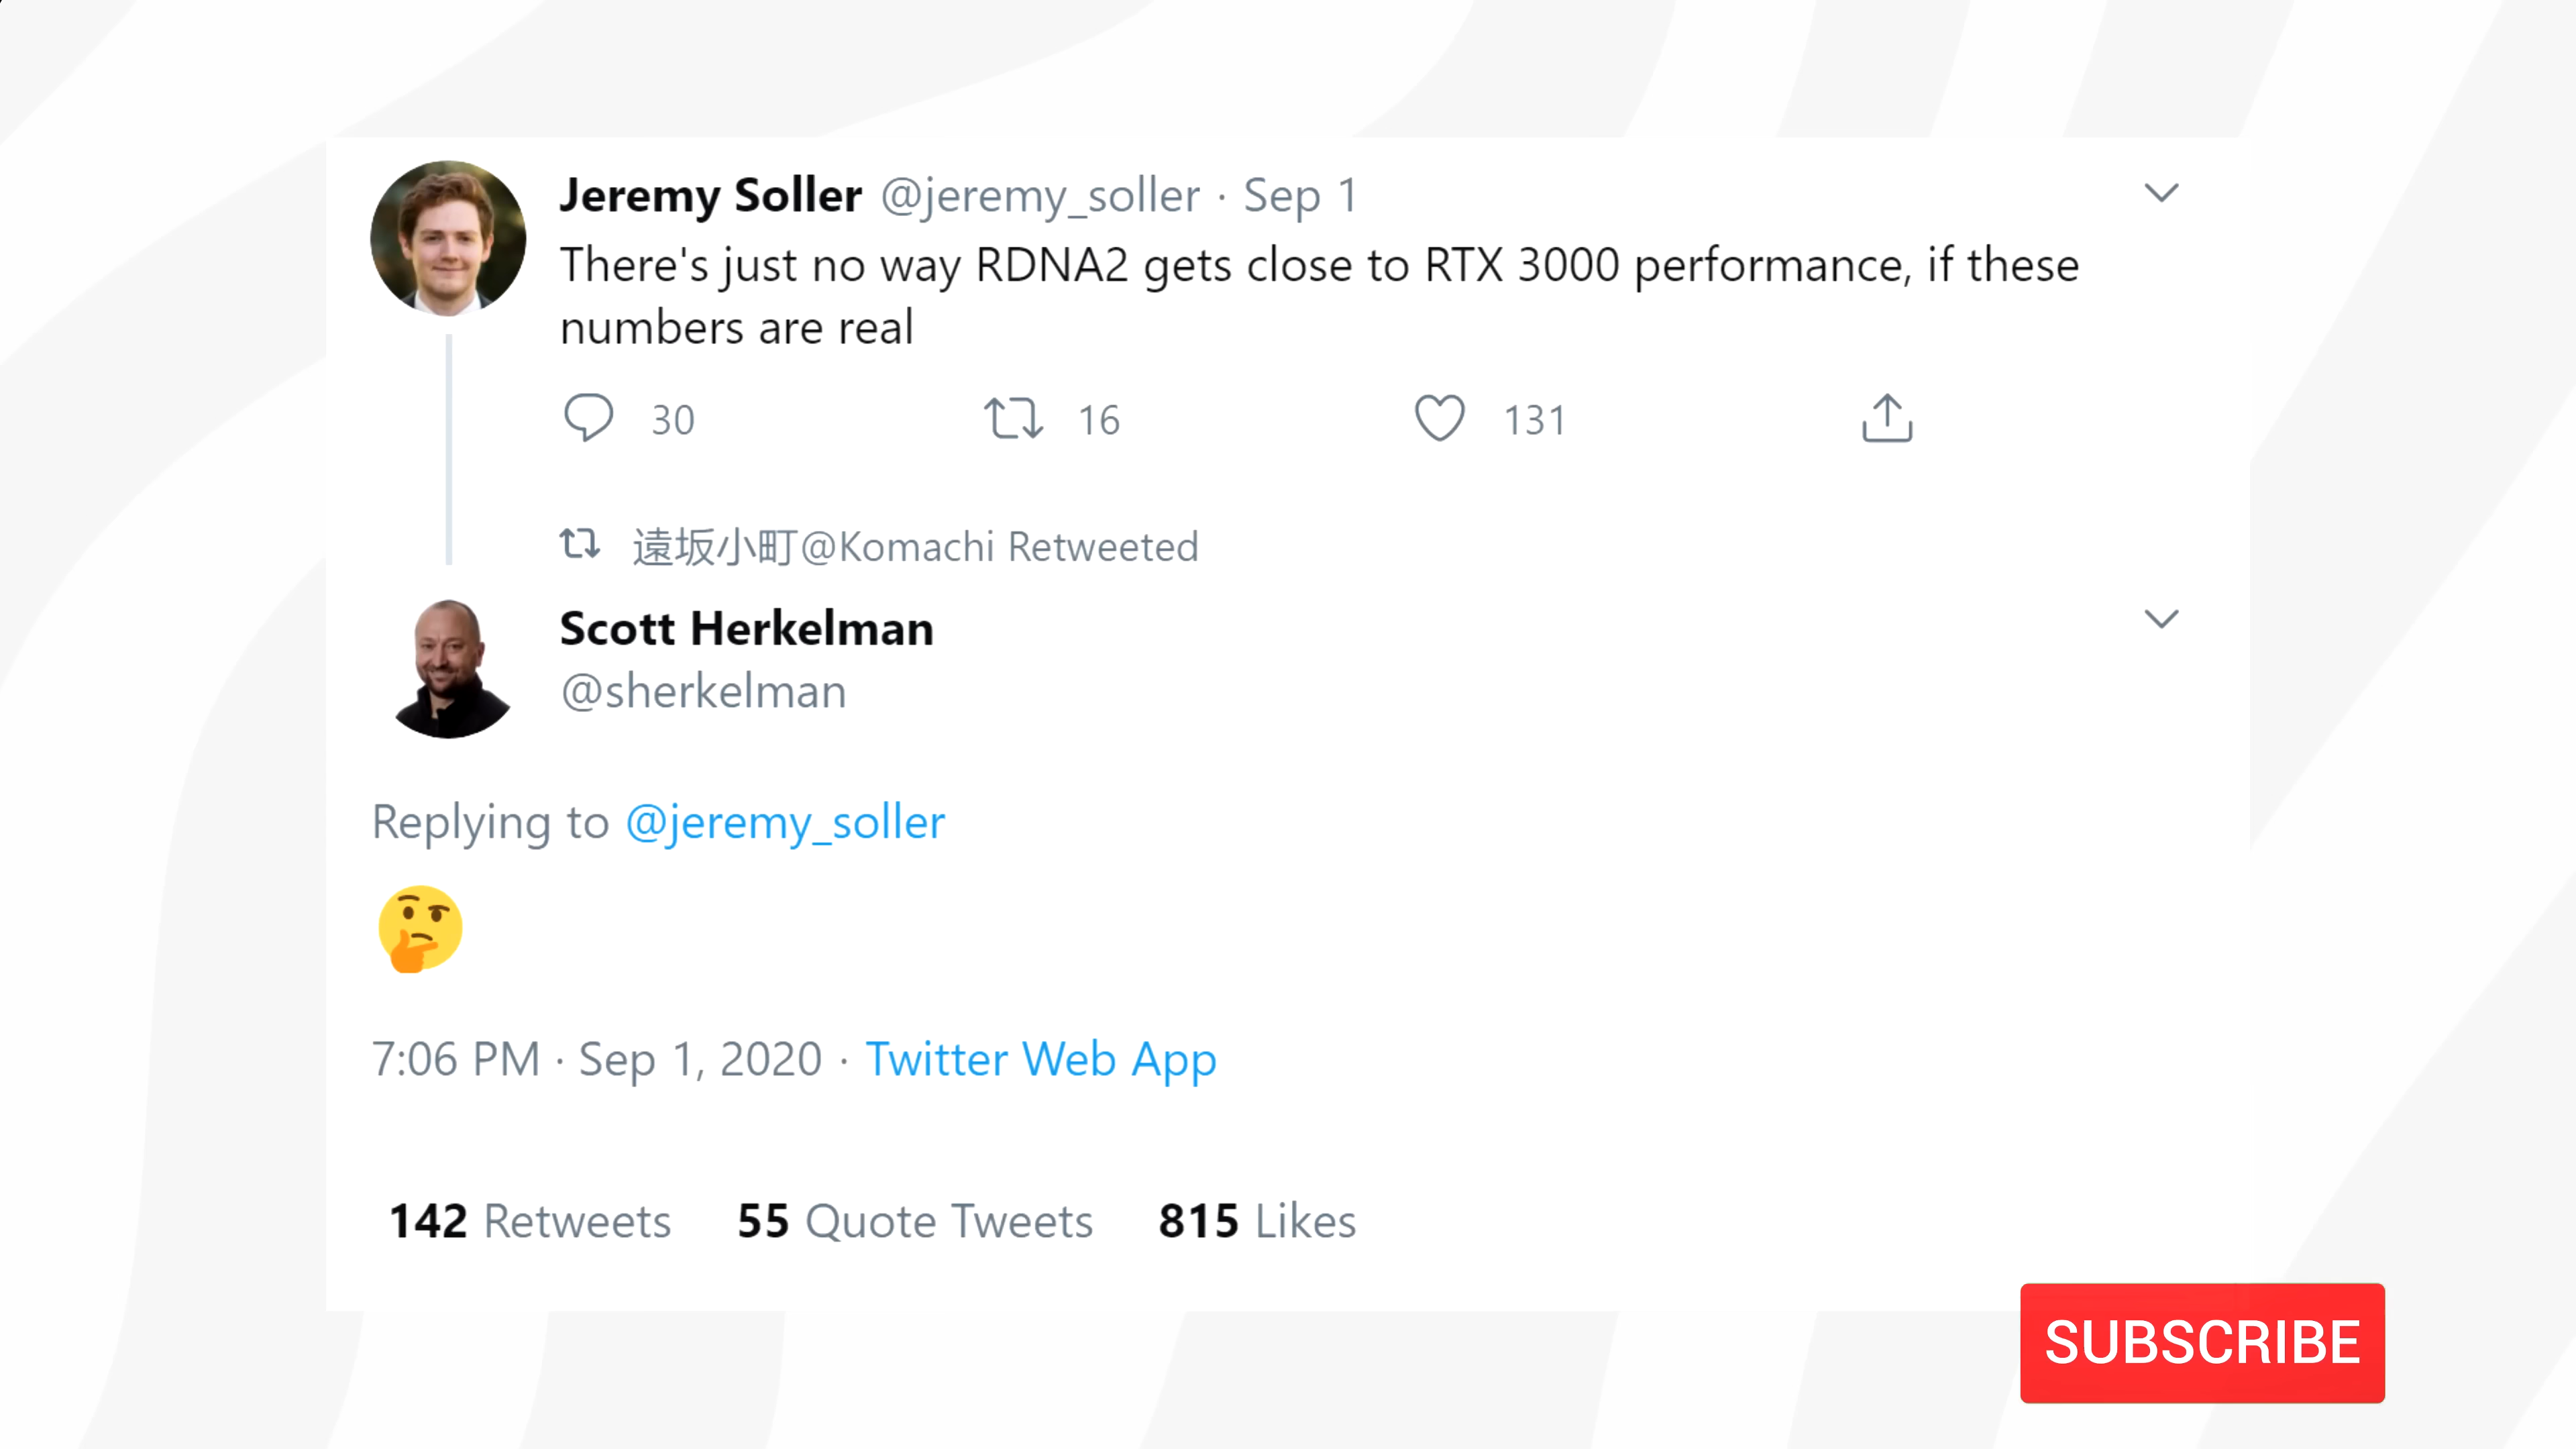 Jeremy Soller @jeremy_soller · Sep 1
There's just no way RDNA2 gets close to RTX 3000 performance, if these
numbers are real
30 16 131
遠坂小町@Komachi Retweeted
Scott Herkelman
@sherkelman
Replying to @jeremy_soller
7:06 PM · Sep 1, 2020 · Twitter Web App
142 Retweets 55 Quote Tweets 815 Likes
SUBSCRIBE